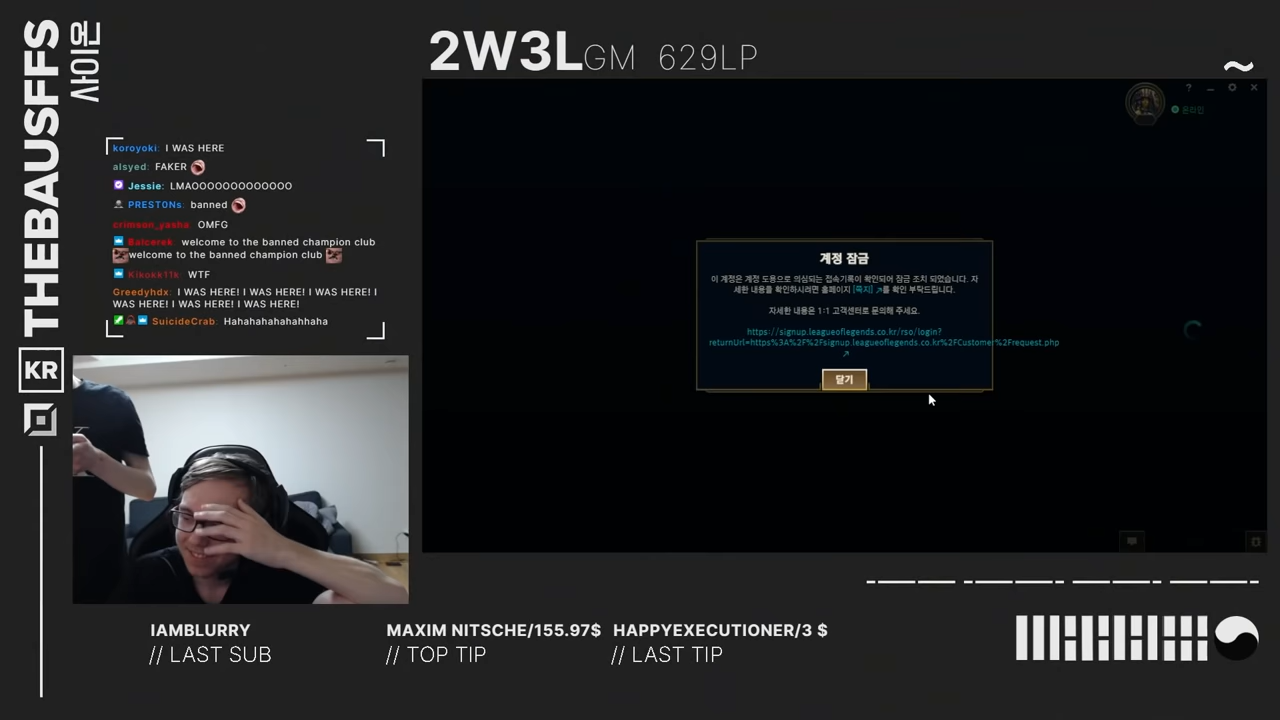 THEBAUSFFS
사이온
KR
2W3L GM 629LP
koroyoki: I WAS HERE
alsyed: FAKER
Jessie: LMAOOOOOOOOOOOOO
PREST0Ns: banned
crimson_yasha OMFG
Balcerek welcome to the banned champion club
welcome to the banned champion club
Kikokk11k WTF
Greedyhdx: I WAS HERE! I WAS HERE! I WAS HERE! I
WAS HERE! I WAS HERE! I WAS HERE!
SuicideCrab: Hahahahahahahhaha
온라인
계정 잠금
이 계정은 계정 도용으로 의심되는 접속기록이 확인되어 잠금 조치 되었습니다. 자
세한 내용을 확인하시려면 홈페이지 [쪽지] 를 확인 부탁드립니다.
자세한 내용은 1:1 고객센터로 문의해 주세요.
https://signup.leagueoflegends.co.kr/rso/login?
returnUrl=https%3A%2F%2Fsignup.leagueoflegends.co.kr%2FCustomer%2Frequest.php
닫기
IAMBLURRY
// LAST SUB
MAXIM NITSCHE/155.97$
// TOP TIP
HAPPYEXECUTIONER/3 $
// LAST TIP